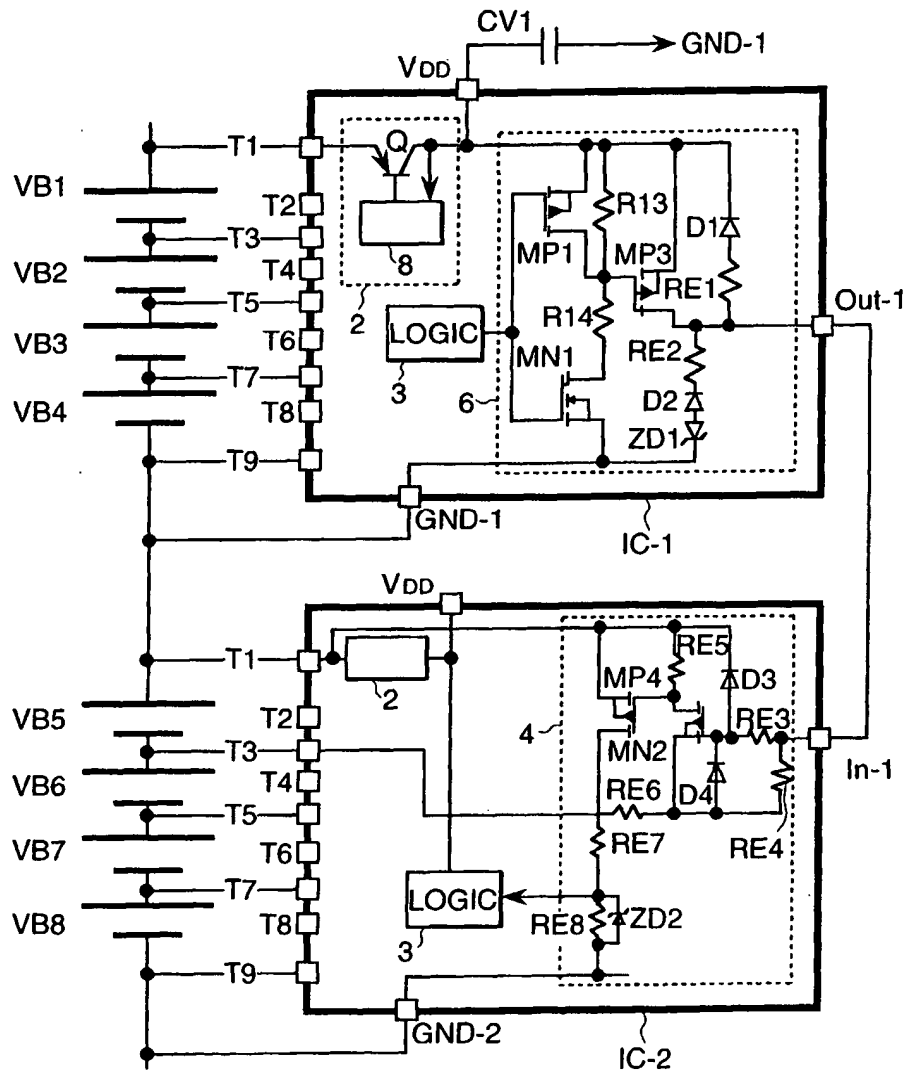 CV1
GND-1
VDD
T1
Q
VB1
T2
R13
D1
T3
8
MP1
MP3
VB2
T4
RE1
2
Out-1
T5
R14
LOGIC
VB3
T6
MN1
RE2
3
T7
6
D2
VB4
T8
ZD1
T9
GND-1
IC-1
VDD
T1
RE5
MP4
D3
2
VB5
T2
4
RE3
T3
MN2
VB6
In-1
T4
D4
RE6
T5
VB7
RE7
RE4
T6
T7
LOGIC
VB8
T8
RE8
ZD2
3
T9
GND-2
IC-2